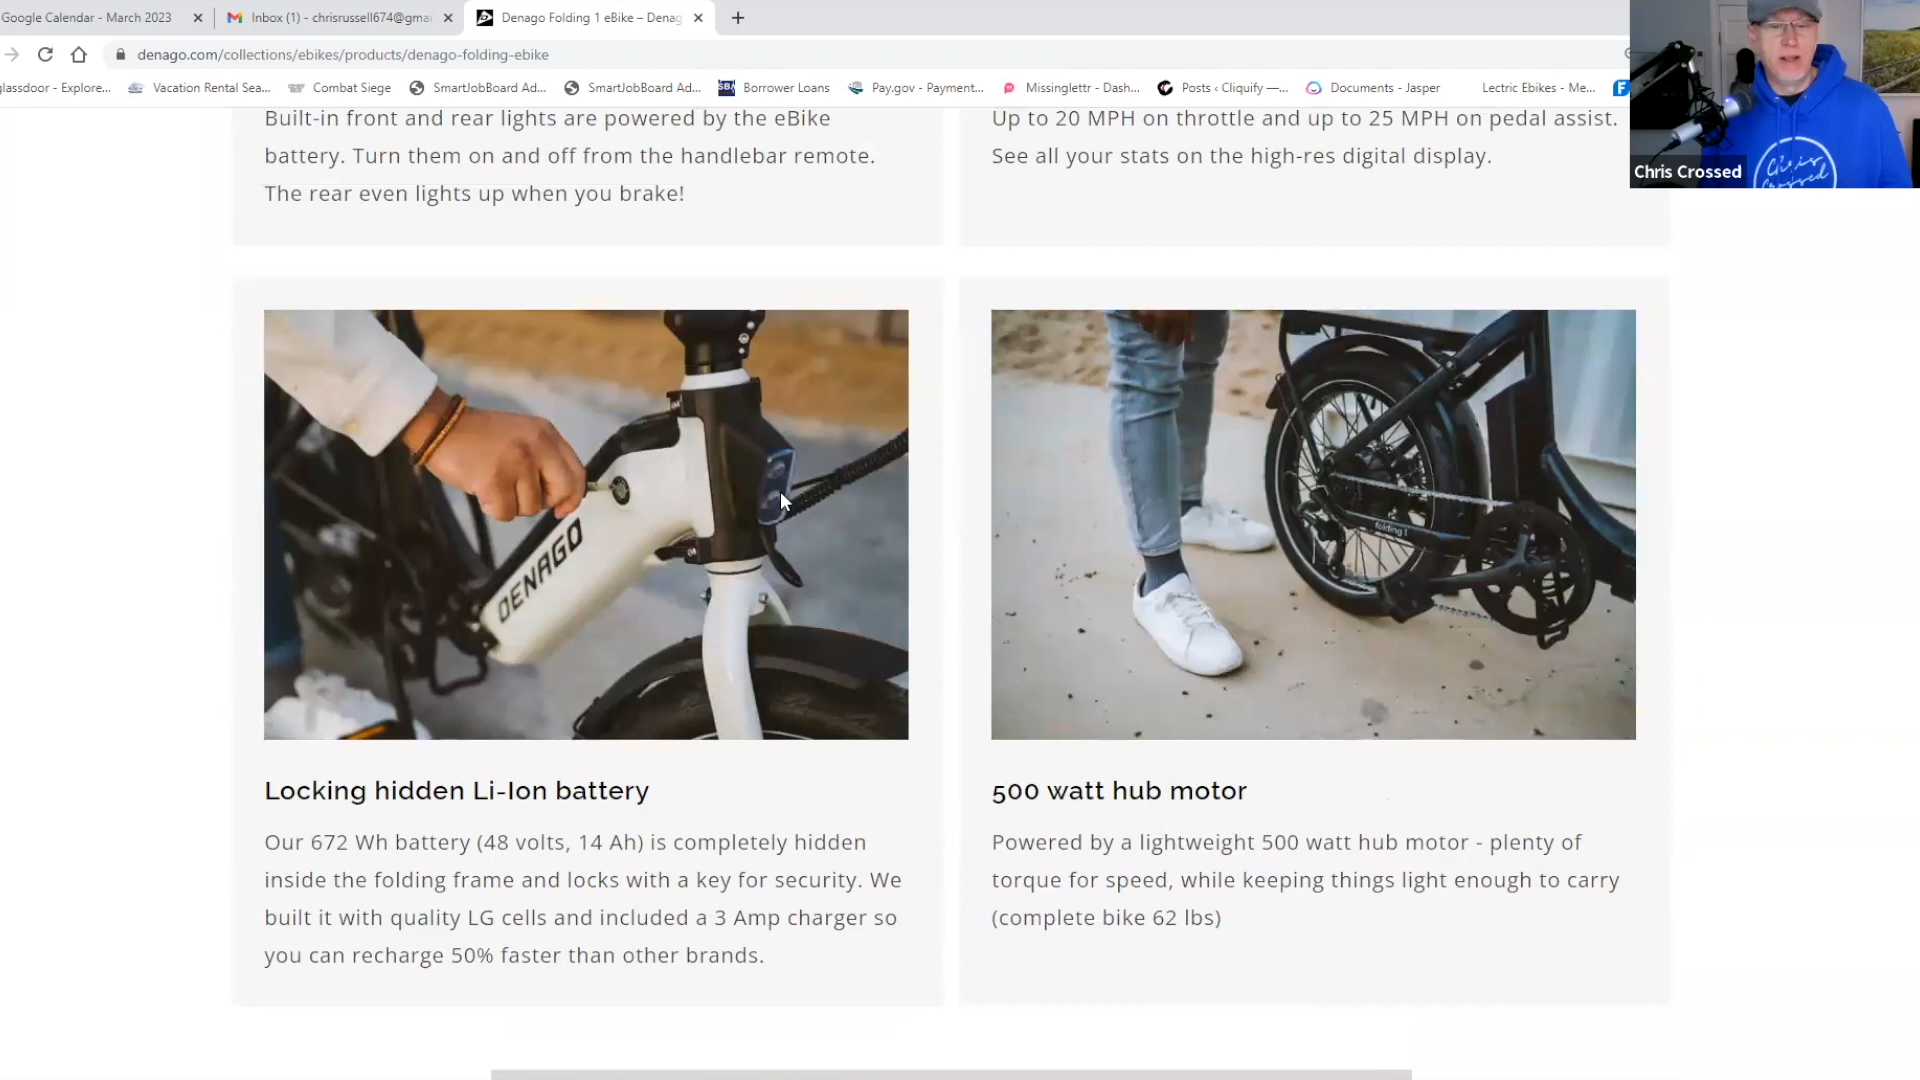 Google Calendar - March 2023
Inbox (1) - chrisrussell674@gma
Denago Folding 1 eBike – Denag
denago.com/collections/ebikes/products/denago-folding-ebike
glassdoor - Explore...
Vacation Rental Sea...
Combat Siege
SmartJobBoard Ad...
SmartJobBoard Ad...
SBA
Borrower Loans
Pay.gov - Payment...
Missinglettr - Dash...
Posts ‹ Cliquify —...
Documents - Jasper
Lectric Ebikes - Me...
Chris Crossed
Chris
Crossed
Built-in front and rear lights are powered by the eBike
battery. Turn them on and off from the handlebar remote.
The rear even lights up when you brake!
Up to 20 MPH on throttle and up to 25 MPH on pedal assist.
See all your stats on the high-res digital display.
DENAGO
folding 1
Locking hidden Li-Ion battery
Our 672 Wh battery (48 volts, 14 Ah) is completely hidden
inside the folding frame and locks with a key for security. We
built it with quality LG cells and included a 3 Amp charger so
you can recharge 50% faster than other brands.
500 watt hub motor
Powered by a lightweight 500 watt hub motor - plenty of
torque for speed, while keeping things light enough to carry
(complete bike 62 lbs)